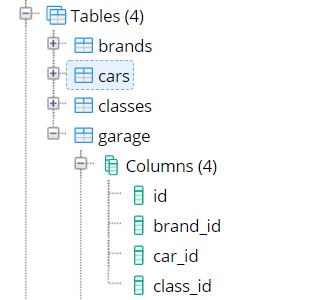 Tables (4)
brands
cars
classes
garage
Columns (4)
id
brand_id
car_id
class_id